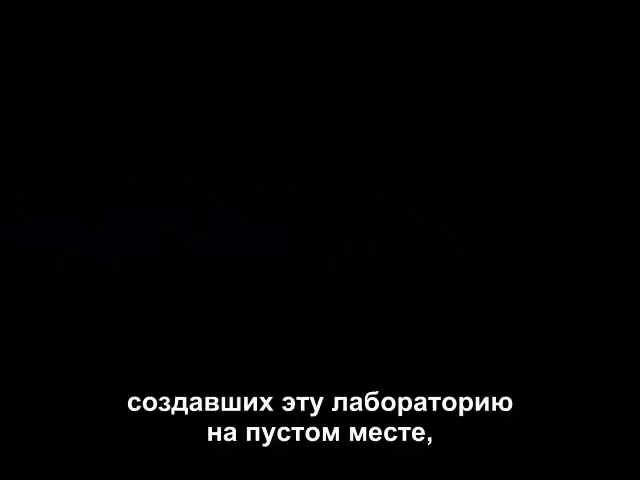 создавших эту лабораторию
на пустом месте,